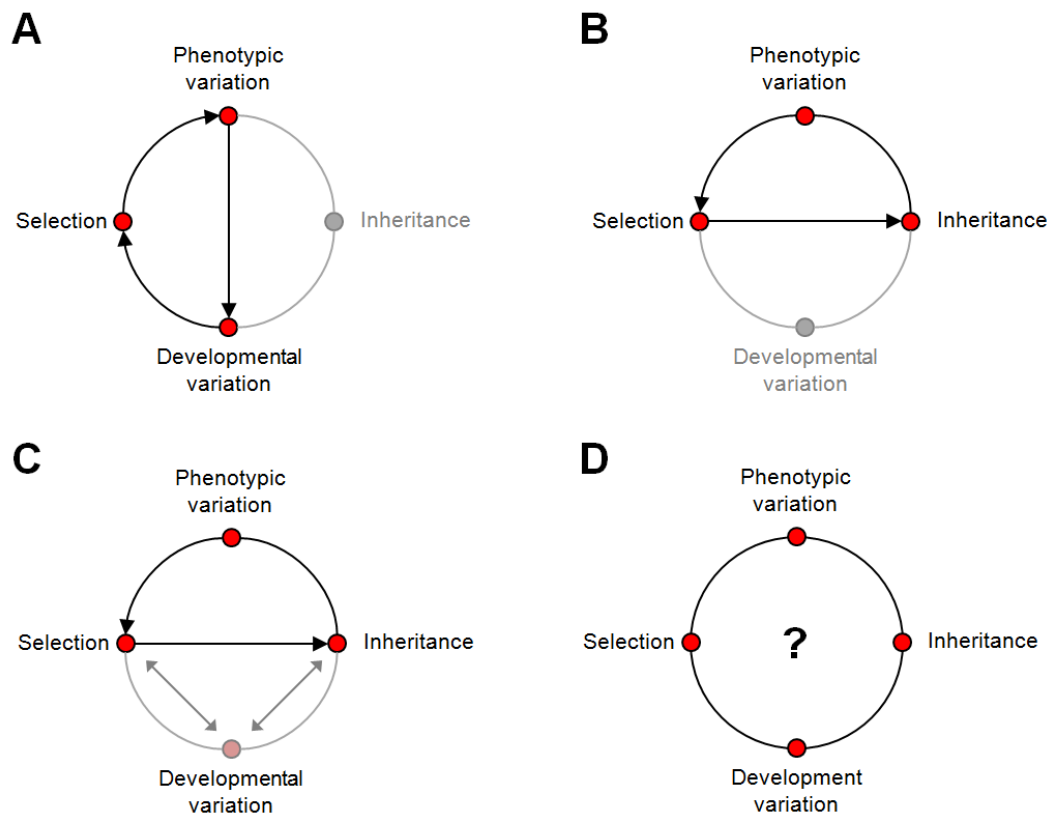 A
Phenotypic
variation
Selection
Inheritance
Developmental
variation
B
Phenotypic
variation
Selection
Inheritance
Developmental
variation
C
Phenotypic
variation
Selection
Inheritance
Developmental
variation
D
Phenotypic
variation
Selection
?
Inheritance
Development
variation